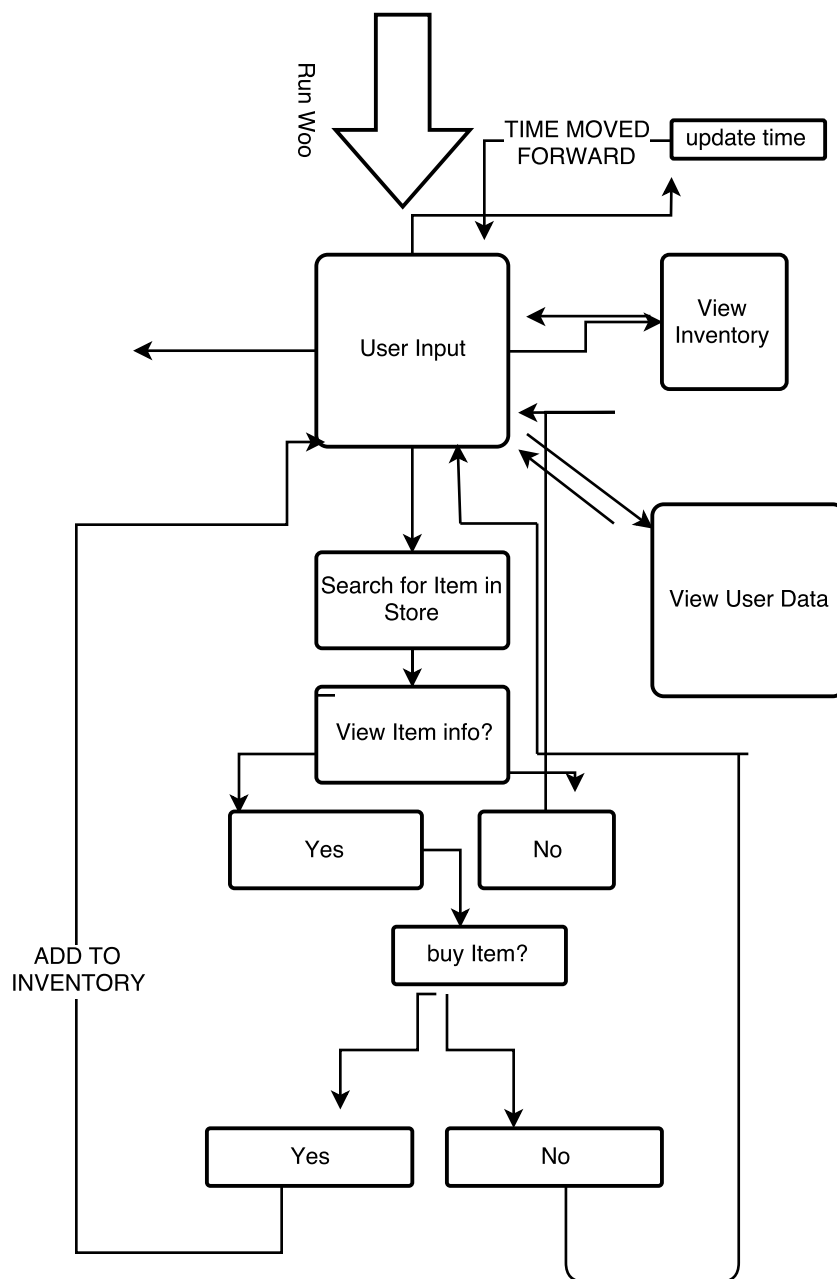 Run Woo
TIME MOVED
FORWARD
update time
View
Inventory
User Input
Search for Item in
Store
View User Data
View Item info?
Yes
No
buy Item?
ADD TO
INVENTORY
Yes
No